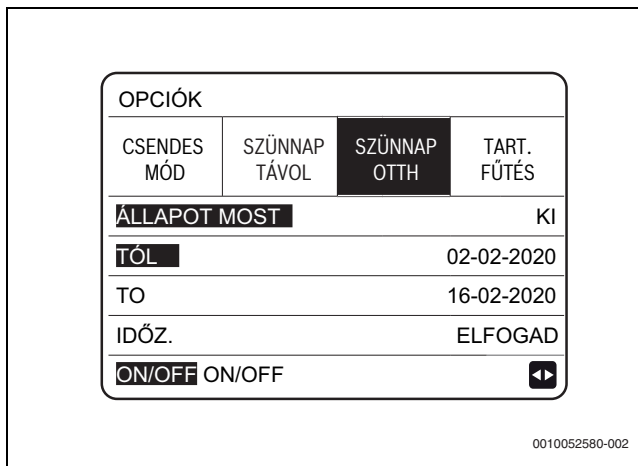 OPCIÓK
CSENDES MÓD
SZÜNNAP TÁVOL
SZÜNNAP OTTH
TART. FŰTÉS
ÁLLAPOT MOST KI
TÓL 02-02-2020
TO 16-02-2020
IDŐZ. ELFOGAD
ON/OFF ON/OFF
0010052580-002